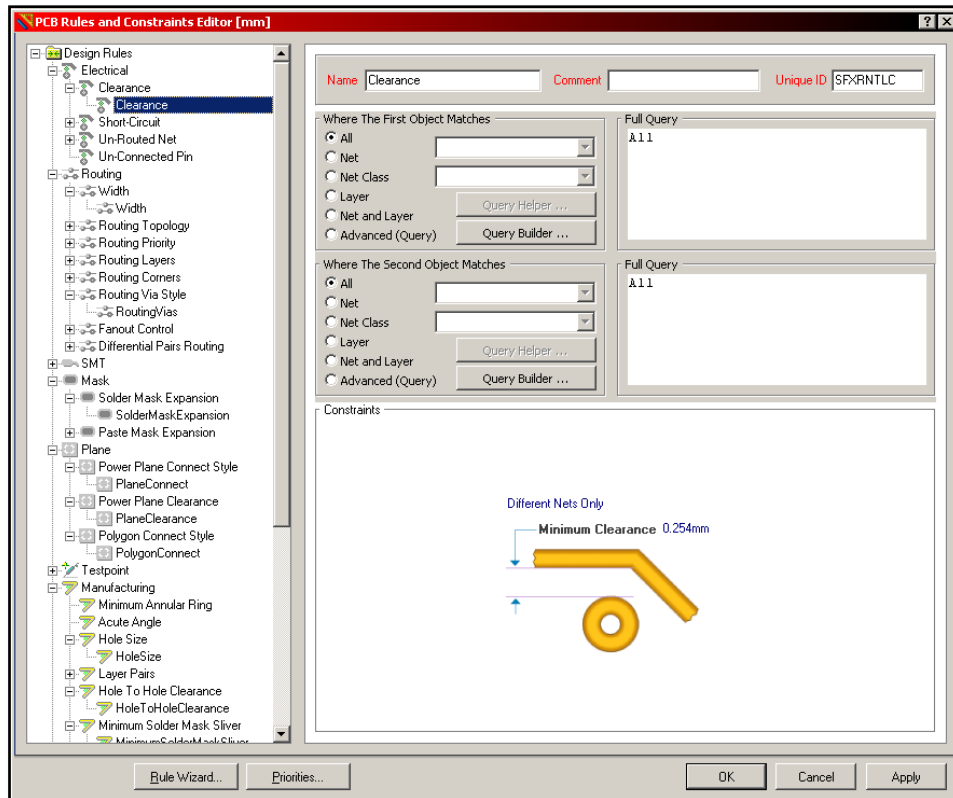 PCB Rules and Constraints Editor [mm]
Design Rules
Electrical
Clearance
Clearance
Short-Circuit
Un-Routed Net
Un-Connected Pin
Routing
Width
Width
Routing Topology
Routing Priority
Routing Layers
Routing Corners
Routing Via Style
RoutingVias
Fanout Control
Differential Pairs Routing
SMT
Mask
Solder Mask Expansion
SolderMaskExpansion
Paste Mask Expansion
Plane
Power Plane Connect Style
PlaneConnect
Power Plane Clearance
PlaneClearance
Polygon Connect Style
PolygonConnect
Testpoint
Manufacturing
Minimum Annular Ring
Acute Angle
Hole Size
HoleSize
Layer Pairs
Hole To Hole Clearance
HoleToHoleClearance
Minimum Solder Mask Sliver
MinimumSolderMaskSliver
Name Clearance Comment Unique ID SFXRNTLC
Where The First Object Matches
All
Net
Net Class
Layer
Net and Layer
Advanced (Query)
Query Helper ...
Query Builder ...
Full Query
All
Where The Second Object Matches
All
Net
Net Class
Layer
Net and Layer
Advanced (Query)
Query Helper ...
Query Builder ...
Full Query
All
Constraints
Different Nets Only
Minimum Clearance 0.254mm
Rule Wizard... Priorities... OK Cancel Apply